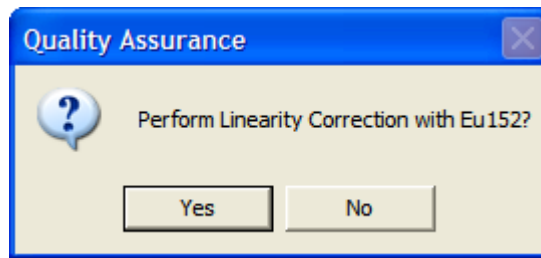 Quality Assurance
Perform Linearity Correction with Eu152?
Yes
No